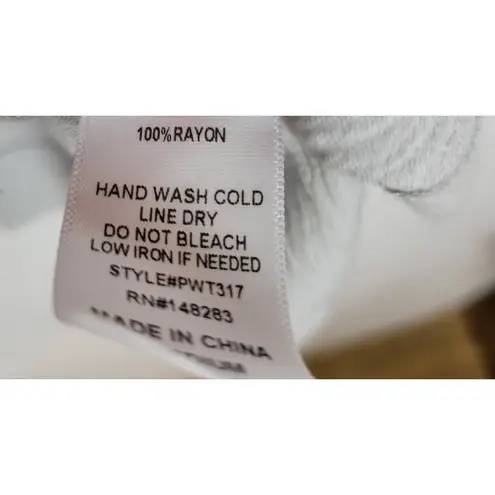 100%RAYON
HAND WASH COLD
LINE DRY
DO NOT BLEACH
LOW IRON IF NEEDED
STYLE#PWT317
RN#148283
MADE IN CHINA